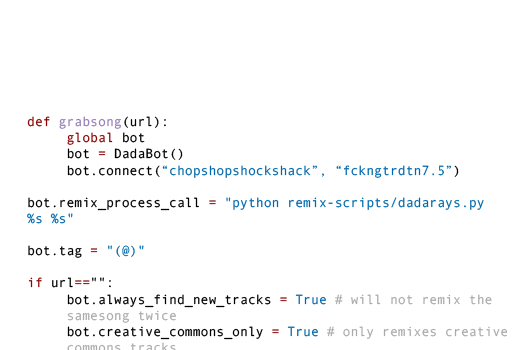 def grabsong(url):
global bot
bot = DadaBot()
bot.connect(“chopshopshockshack”, “fckngtrdtn7.5”)
bot.remix_process_call = "python remix-scripts/dadarays.py
%s %s"
bot.tag = "(@)"
if url=="":
bot.always_find_new_tracks = True # will not remix the
samesong twice
bot.creative_commons_only = True # only remixes creative
commons tracks